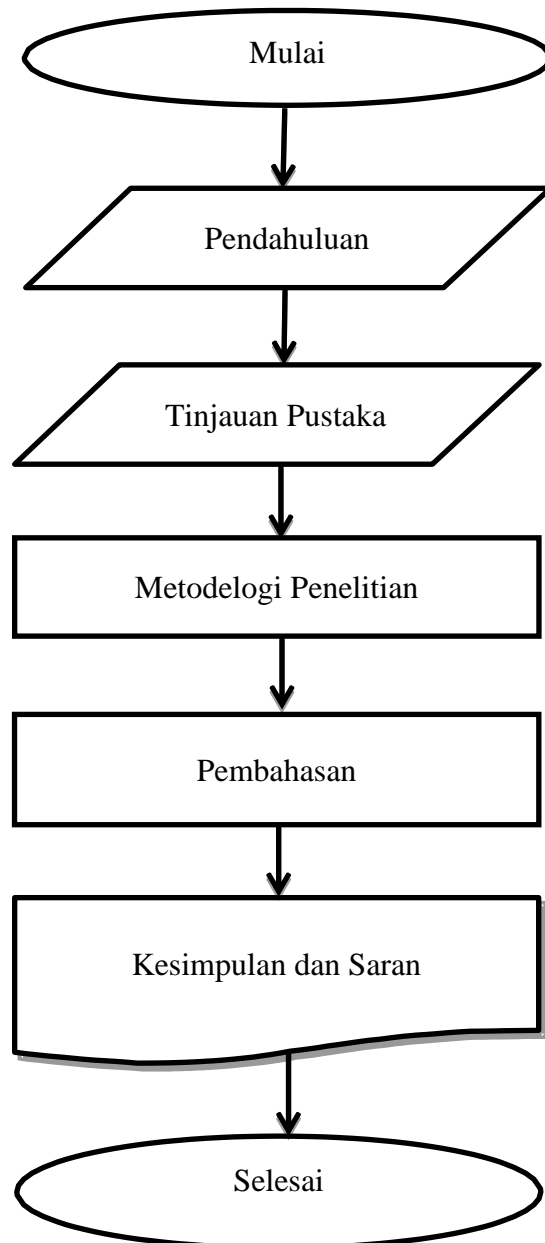 Mulai
Pendahuluan
Tinjauan Pustaka
Metodelogi Penelitian
Pembahasan
Kesimpulan dan Saran
Selesai